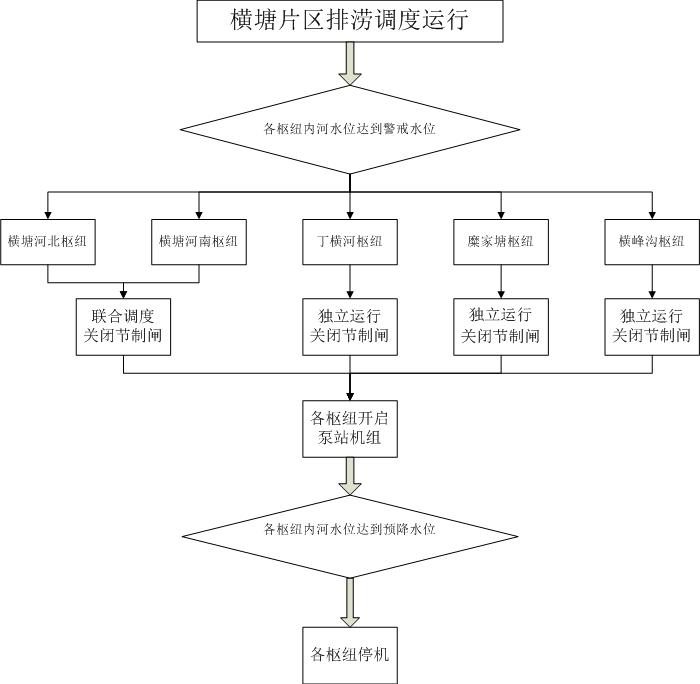 横塘片区排涝调度运行
各枢纽内河水位达到警戒水位
横塘河北枢纽
横塘河南枢纽
丁横河枢纽
糜家塘枢纽
横峰沟枢纽
联合调度
关闭节制闸
独立运行
关闭节制闸
独立运行
关闭节制闸
独立运行
关闭节制闸
各枢纽开启
泵站机组
各枢纽内河水位达到预降水位
各枢纽停机